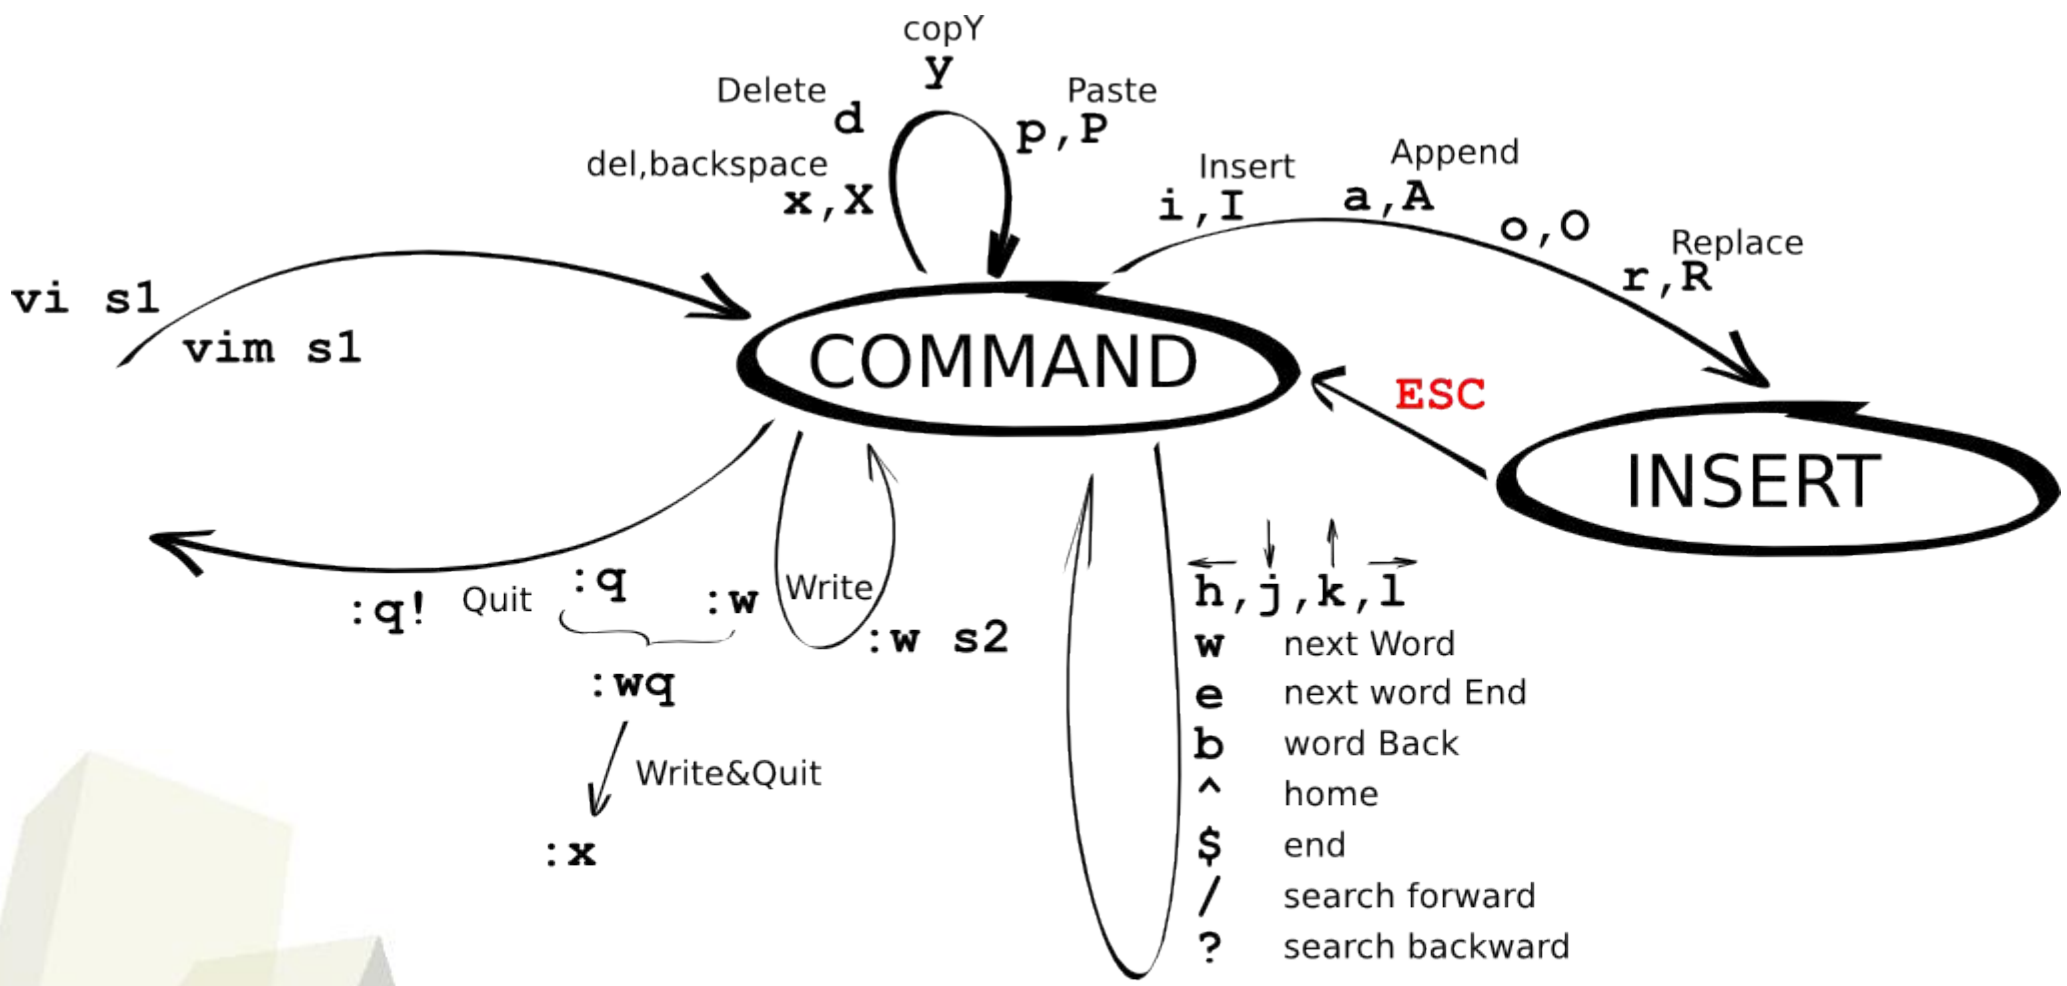 copY
y
Delete
d
Paste
p,P
del,backspace
x,X
Insert
i,I
Append
a,A
o,O
Replace
r,R
vi s1
vim s1
COMMAND
ESC
INSERT
:q!
Quit
:q
:w
Write
:w s2
:wq
Write&Quit
:x
h,j,k,l
w next Word
e next word End
b word Back
^ home
$ end
/ search forward
? search backward